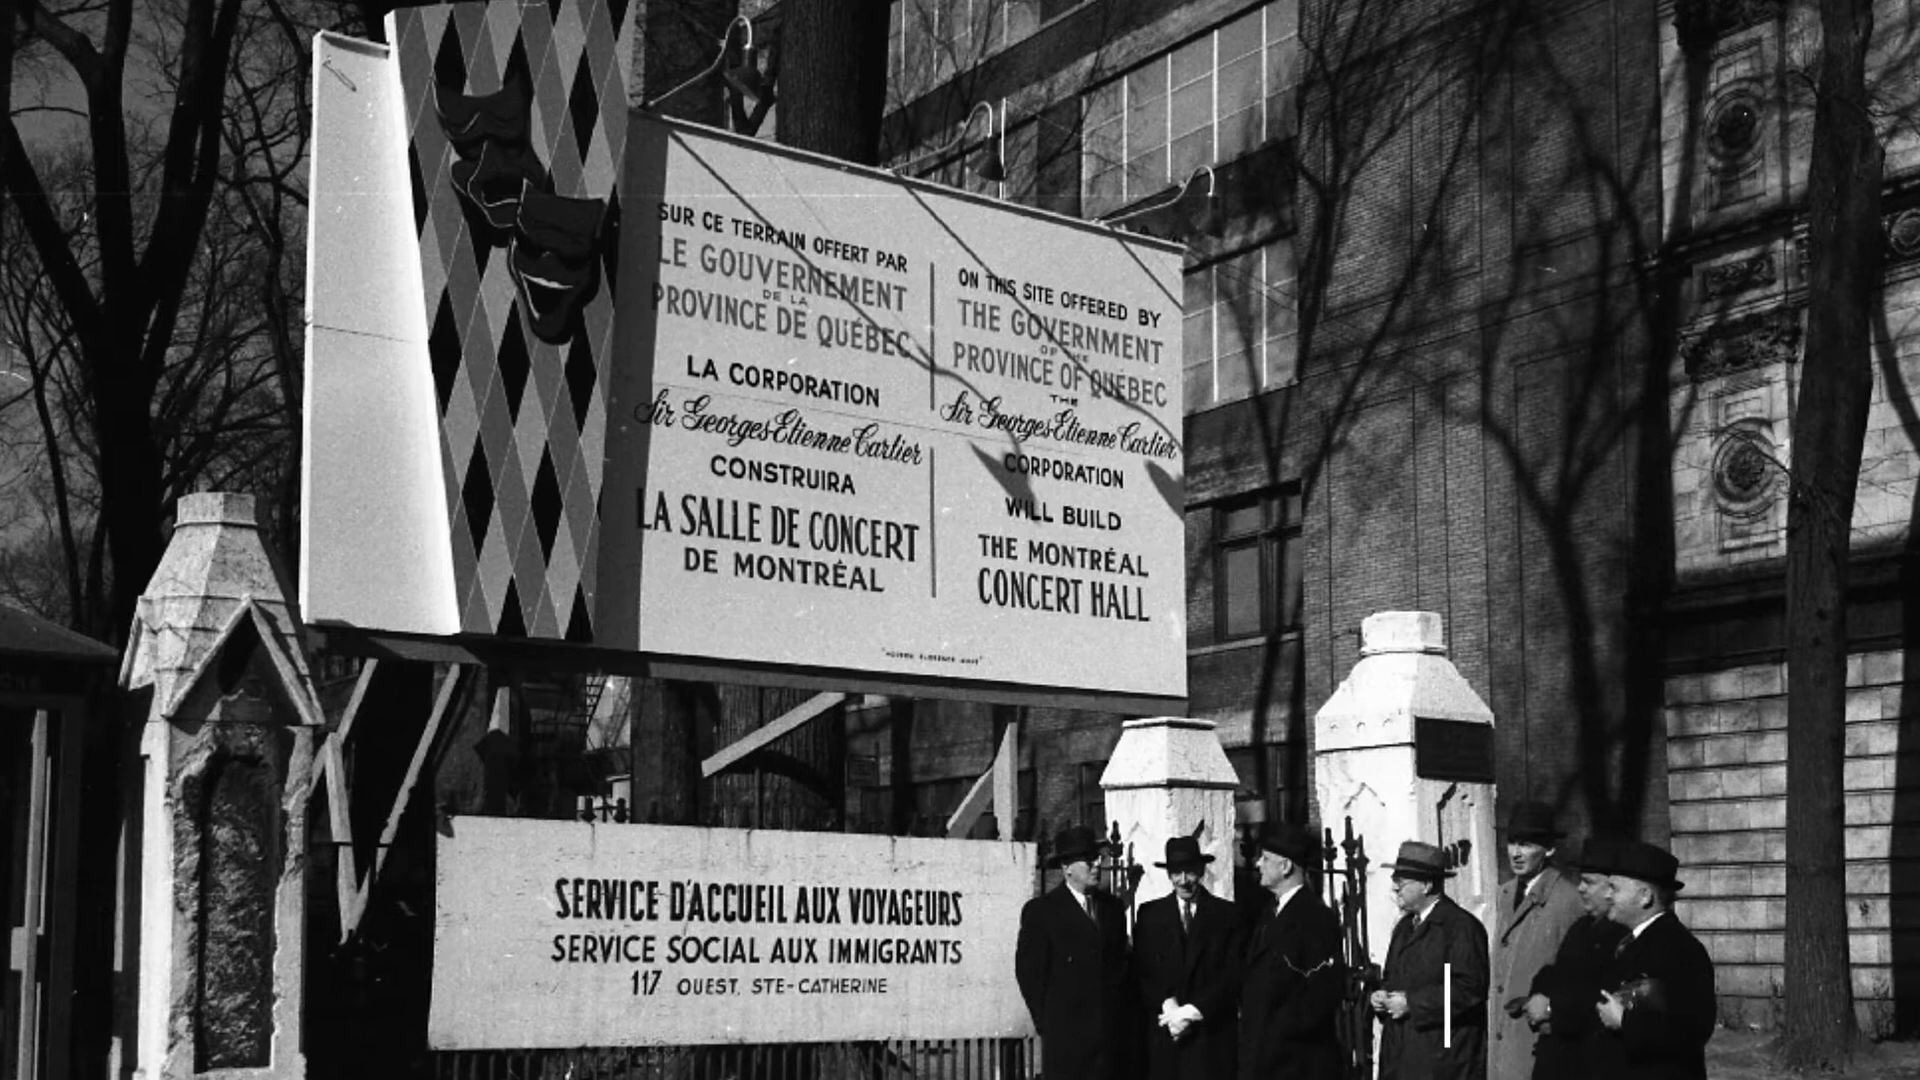 SUR CE TERRAIN OFFERT PAR
LE GOUVERNEMENT
DE LA
PROVINCE DE QUÉBEC
LA CORPORATION
Sir Georges-Etienne Cartier
CONSTRUIRA
LA SALLE DE CONCERT
DE MONTRÉAL
ON THIS SITE OFFERED BY
THE GOVERNMENT
OF THE
PROVINCE OF QUÉBEC
THE
Sir Georges-Etienne Cartier
CORPORATION
WILL BUILD
THE MONTRÉAL
CONCERT HALL
SERVICE D'ACCUEIL AUX VOYAGEURS
SERVICE SOCIAL AUX IMMIGRANTS
117 OUEST, STE-CATHERINE